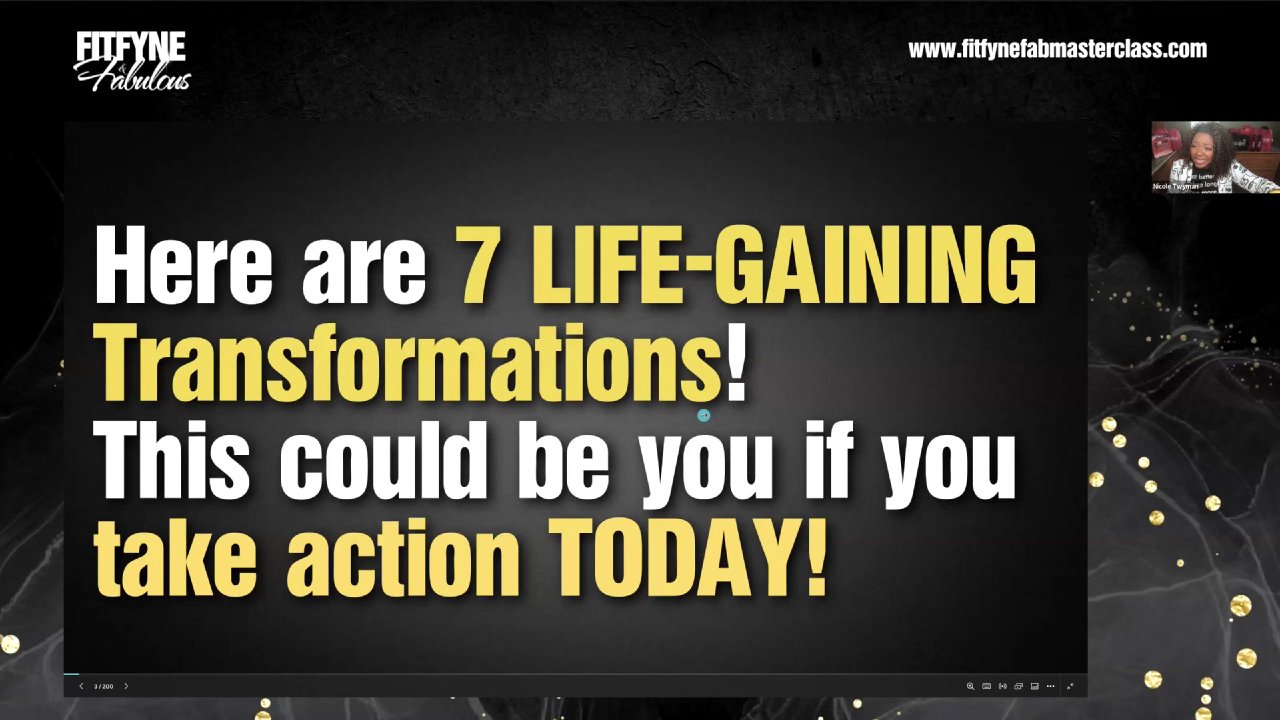 FITFYNE
&
Fabulous
www.fitfynefabmasterclass.com
Nicole Twyman
Here are 7 LIFE-GAINING
Transformations!
This could be you if you
take action TODAY!
3 / 200